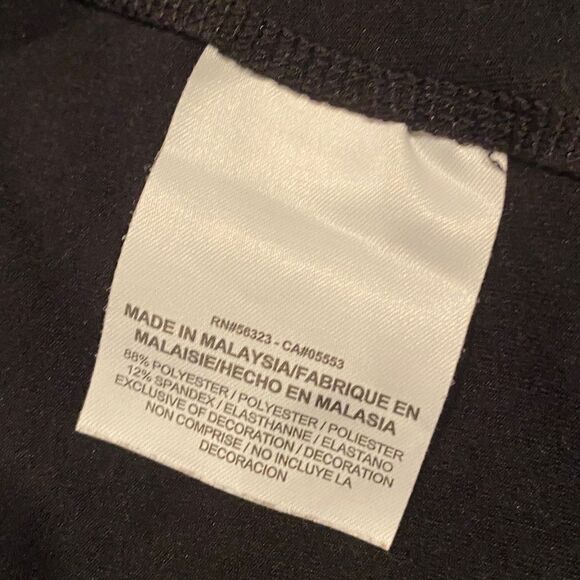 RN#56323 - CA#05553
MADE IN MALAYSIA/FABRIQUE EN
MALAISIE/HECHO EN MALASIA
88% POLYESTER / POLYESTER / POLIESTER
12% SPANDEX / ELASTHANNE / ELASTANO
EXCLUSIVE OF DECORATION / DECORATION
NON COMPRISE / NO INCLUYE LA
DECORACION